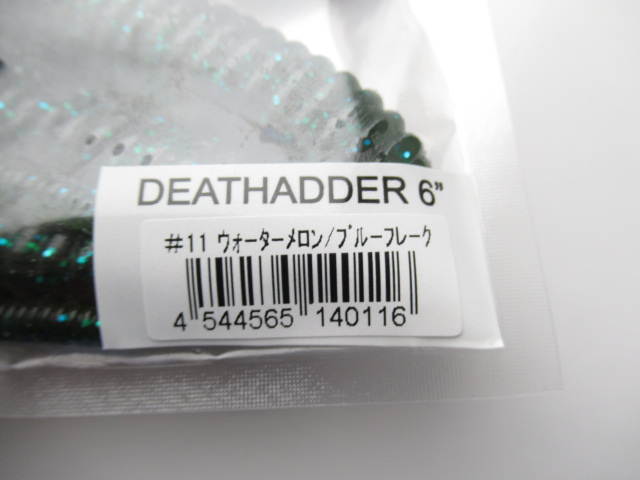 DEATHADDER 6”
#11 ウォーターメロン/ブルーフレーク
4 544565 140116